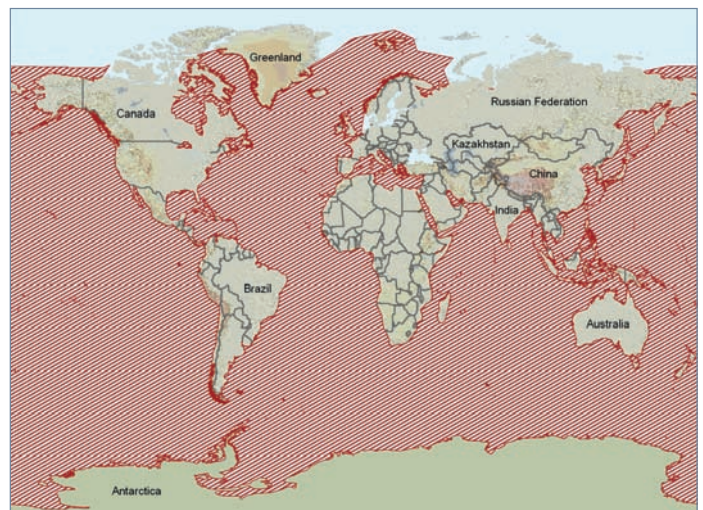 Greenland
Canada
Russian Federation
Kazakhstan
China
India
Brazil
Australia
Antarctica